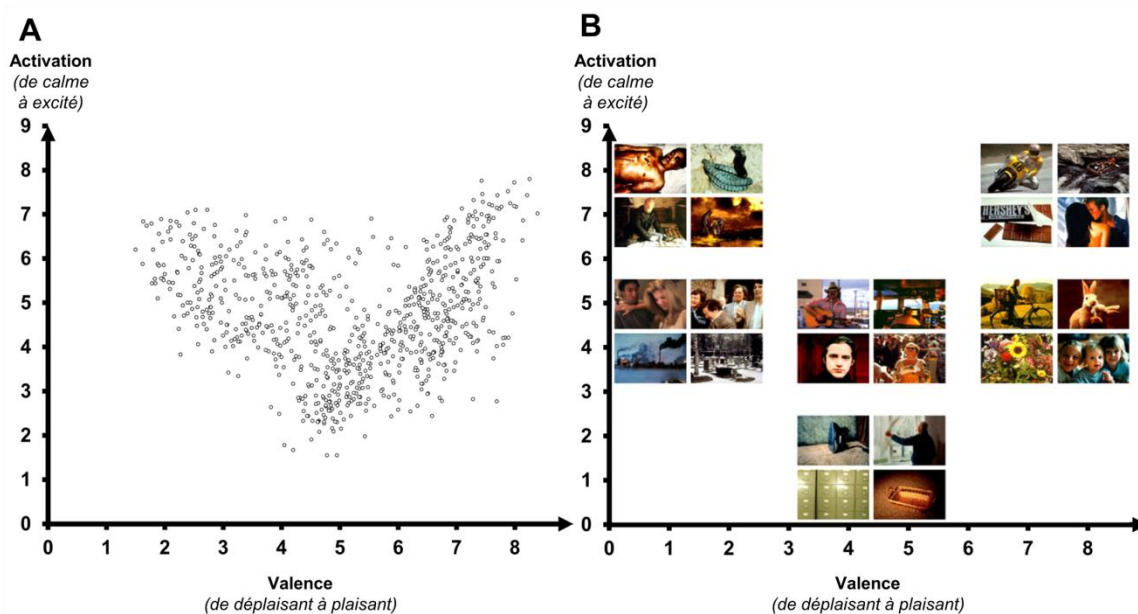 A
Activation
(de calme
à excité)
9
8
7
6
5
4
3
2
1
0
0 1 2 3 4 5 6 7 8
Valence
(de déplaisant à plaisant)
B
Activation
(de calme
à excité)
9
8
7
6
5
4
3
2
1
0
0 1 2 3 4 5 6 7 8
Valence
(de déplaisant à plaisant)
HERSHEY'S